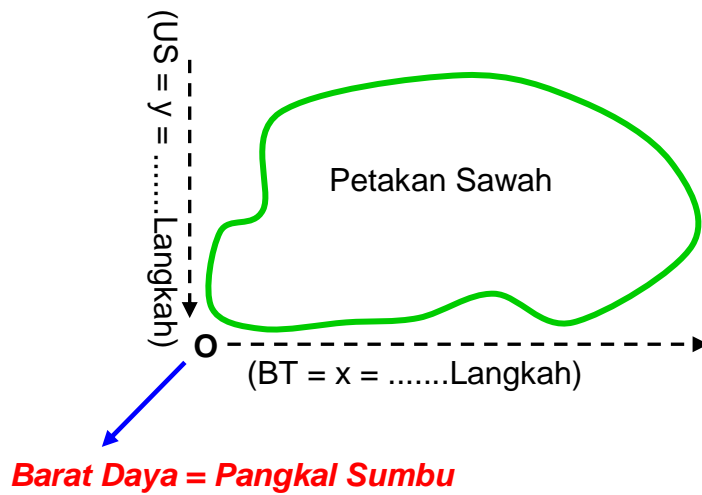 (US = y = ........Langkah)
Petakan Sawah
O
(BT = x = .......Langkah)
Barat Daya = Pangkal Sumbu